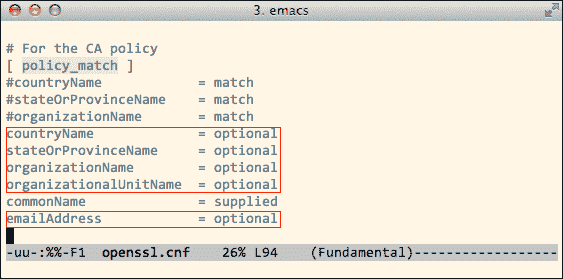 3. emacs
# For the CA policy
[ policy_match ]
#countryName = match
#stateOrProvinceName = match
#organizationName = match
countryName = optional
stateOrProvinceName = optional
organizationName = optional
organizationalUnitName = optional
commonName = supplied
emailAddress = optional
-uu-:%%-F1 openssl.cnf 26% L94 (Fundamental)-----------------